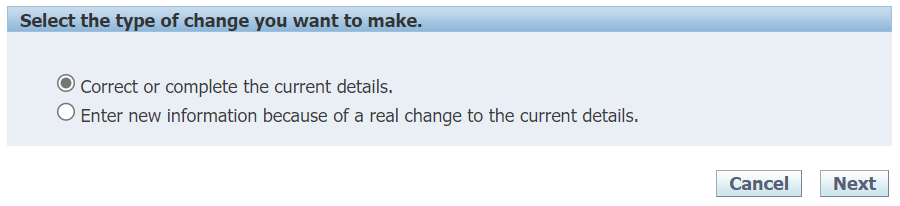 Select the type of change you want to make.
Correct or complete the current details.
Enter new information because of a real change to the current details.
Cancel Next